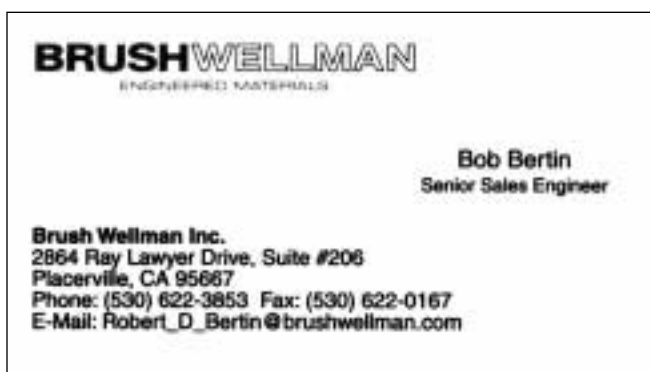 BRUSHWELLMAN
ENGINEERED MATERIALS
Bob Bertin
Senior Sales Engineer
Brush Wellman Inc.
2864 Ray Lawyer Drive, Suite #206
Placerville, CA 95667
Phone: (530) 622-3853 Fax: (530) 622-0167
E-Mail: Robert_D_Bertin@brushwellman.com